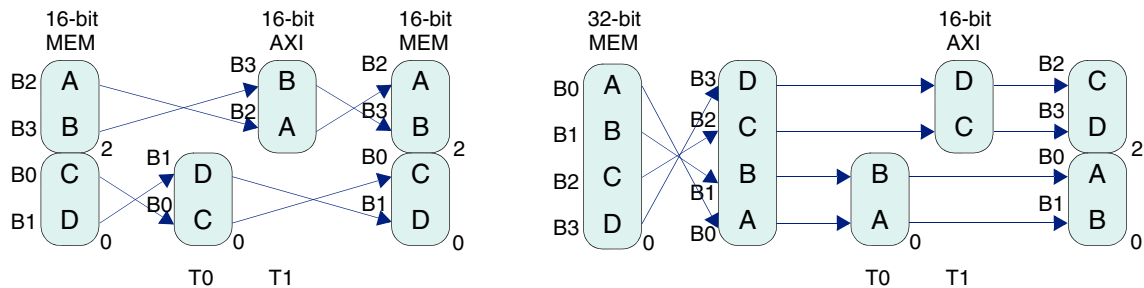 16-bit MEM
16-bit AXI
16-bit MEM
B2 A
B3 B
2
B0 C
B1 D
0
B3 B
B2 A
B1 D
B0 C
0
B2 A
B3 B
2
B0 C
B1 D
0
T0 T1
32-bit MEM
16-bit AXI
B0 A
B1 B
B2 C
B3 D
0
B3 D
B2 C
B1 B
B0 A
D
C
B
A
0
B2 C
B3 D
2
B0 A
B1 B
0
T0 T1